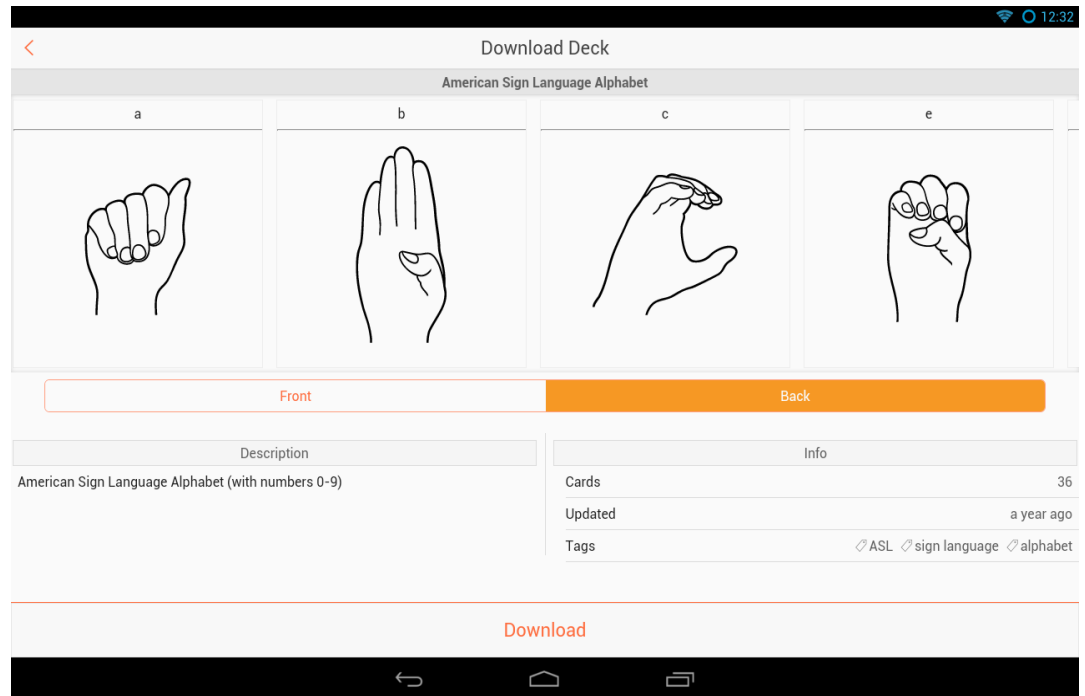 12:32
Download Deck
American Sign Language Alphabet
a
b
c
e
Front
Back
Description
American Sign Language Alphabet (with numbers 0-9)
Info
Cards 36
Updated a year ago
Tags ASL sign language alphabet
Download